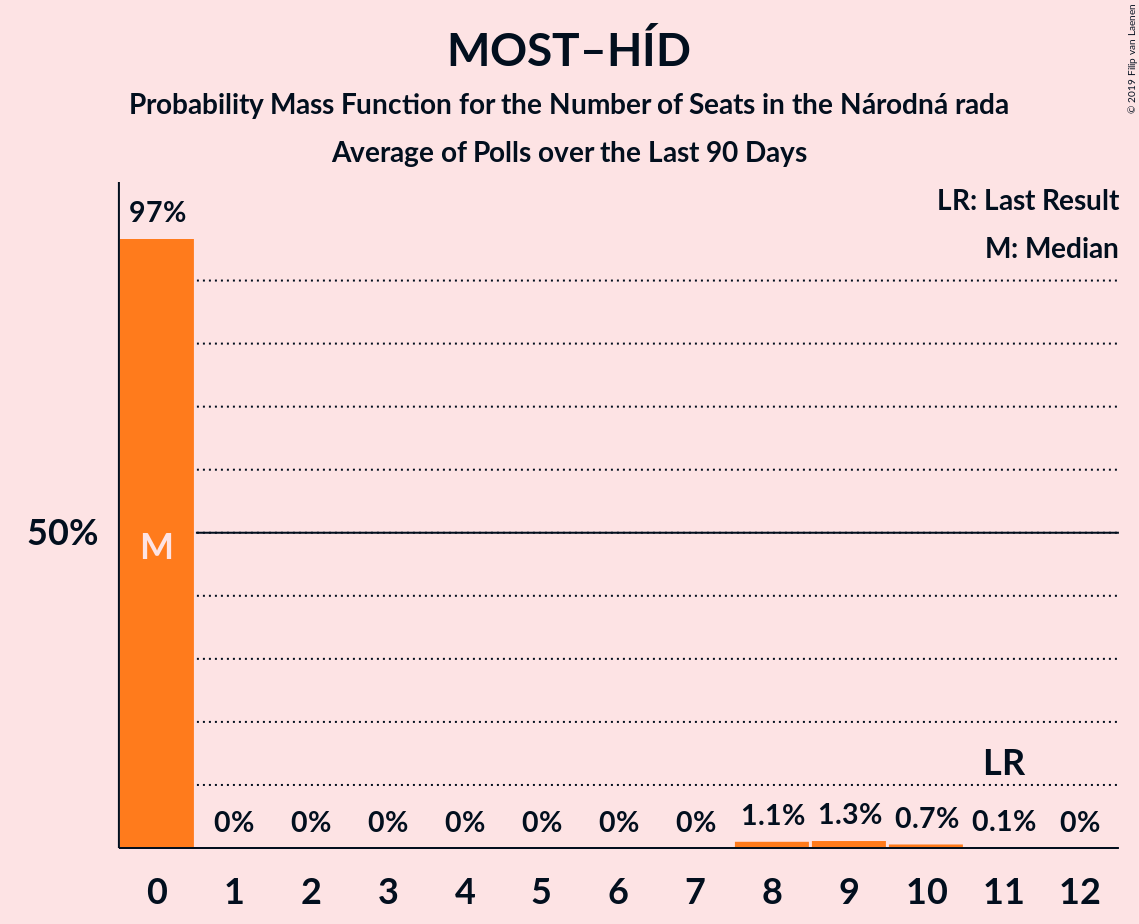 MOST–HÍD
Probability Mass Function for the Number of Seats in the Národná rada
Average of Polls over the Last 90 Days
© 2019 Filip van Laenen
LR: Last Result
M: Median
97%
50%
M
LR
0% 0% 0% 0% 0% 0% 0% 1.1% 1.3% 0.7% 0.1% 0%
0 1 2 3 4 5 6 7 8 9 10 11 12